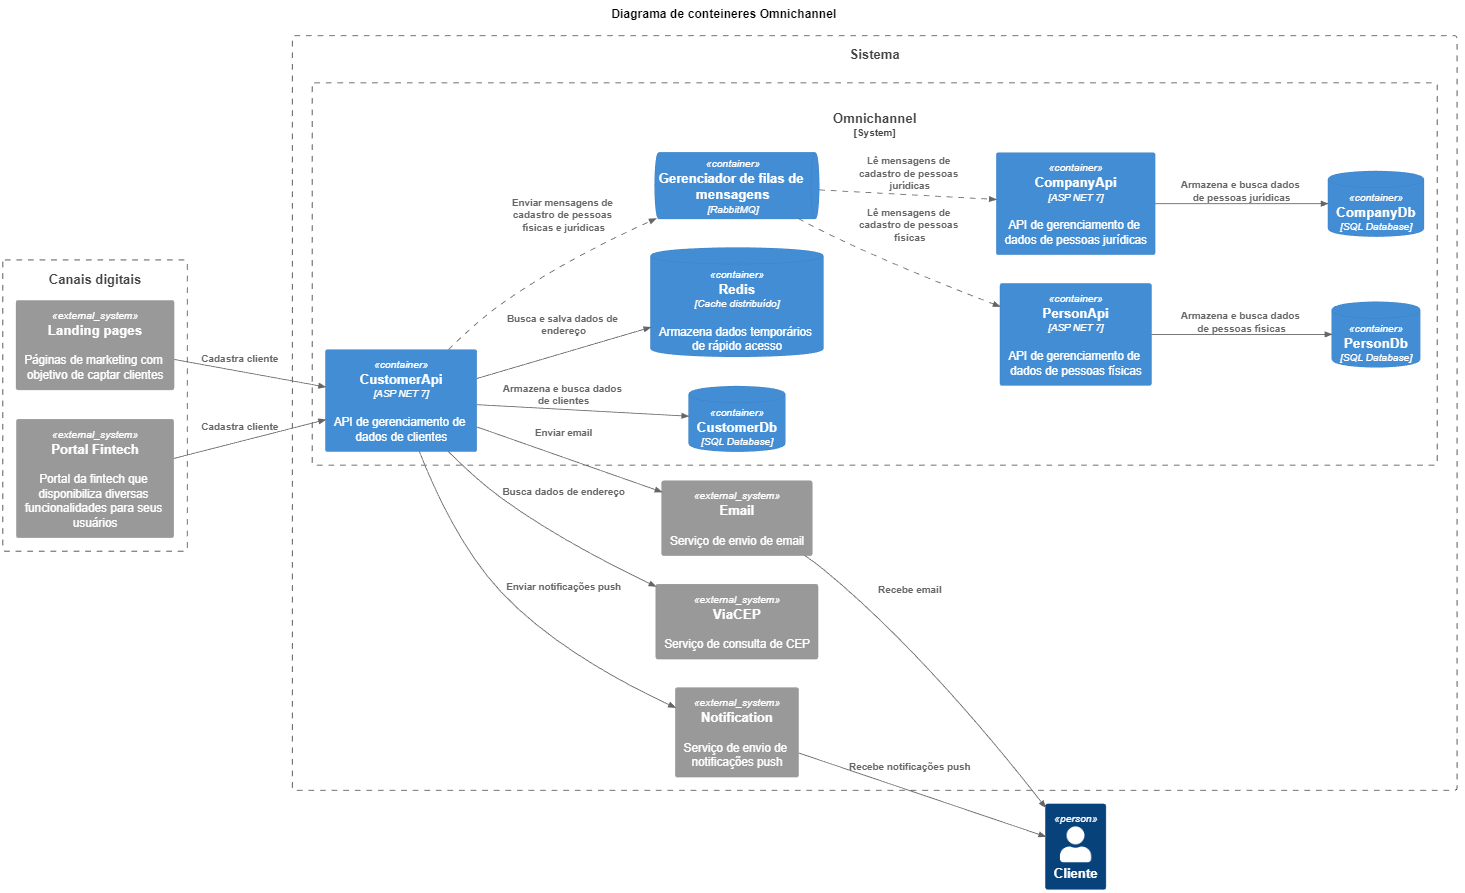 Diagrama de conteineres Omnichannel
Sistema
Omnichannel
[System]
Canais digitais
«external_system»
Landing pages
Páginas de marketing com
objetivo de captar clientes
«external_system»
Portal Fintech
Portal da fintech que
disponibiliza diversas
funcionalidades para seus
usuários
Cadastra cliente
Cadastra cliente
«container»
CustomerApi
[ASP NET 7]
API de gerenciamento de
dados de clientes
Enviar mensagens de
cadastro de pessoas
físicas e jurídicas
Busca e salva dados de
endereço
Armazena e busca dados
de clientes
Enviar email
Busca dados de endereço
Enviar notificações push
«container»
Gerenciador de filas de
mensagens
[RabbitMQ]
«container»
Redis
[Cache distribuído]
Armazena dados temporários
de rápido acesso
«container»
CustomerDb
[SQL Database]
«external_system»
Email
Serviço de envio de email
«external_system»
ViaCEP
Serviço de consulta de CEP
«external_system»
Notification
Serviço de envio de
notificações push
Lê mensagens de
cadastro de pessoas
jurídicas
Lê mensagens de
cadastro de pessoas
físicas
«container»
CompanyApi
[ASP NET 7]
API de gerenciamento de
dados de pessoas jurídicas
«container»
PersonApi
[ASP NET 7]
API de gerenciamento de
dados de pessoas físicas
Armazena e busca dados
de pessoas jurídicas
Armazena e busca dados
de pessoas físicas
«container»
CompanyDb
[SQL Database]
«container»
PersonDb
[SQL Database]
Recebe email
Recebe notificações push
«person»
Cliente